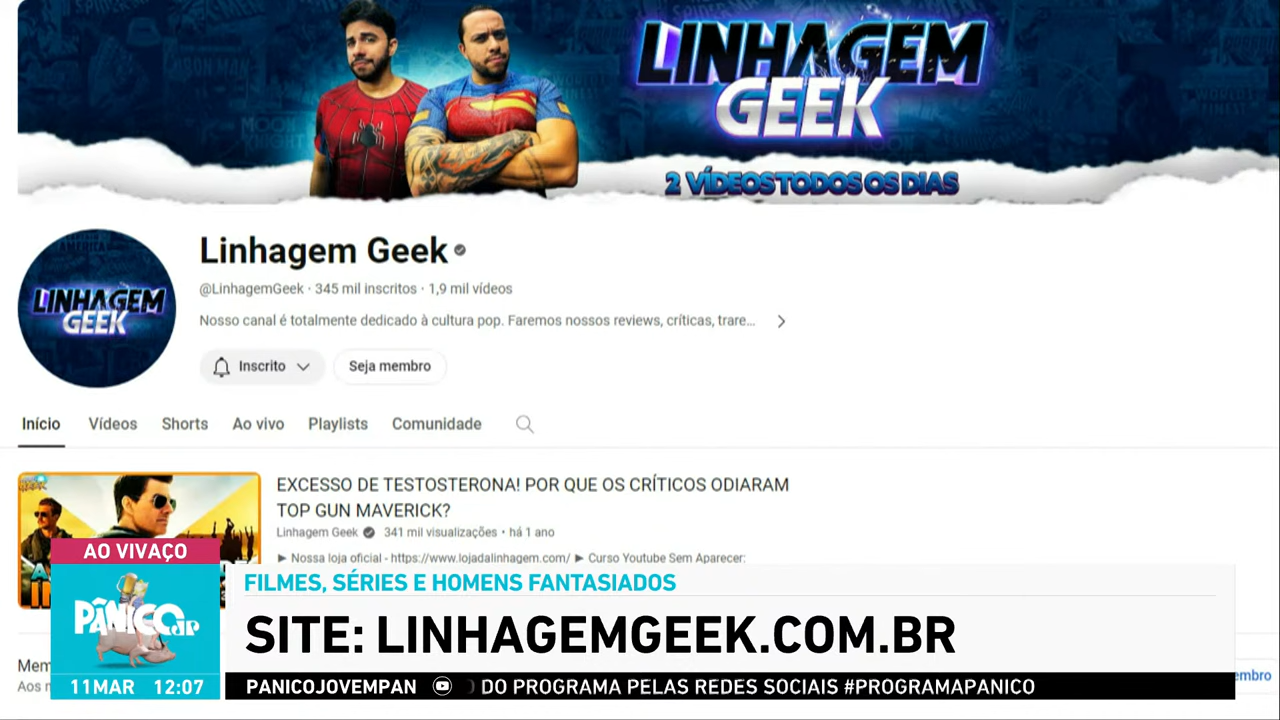 LINHAGEM
GEEK
2 VÍDEOS TODOS OS DIAS
LINHAGEM
GEEK
Linhagem Geek
@LinhagemGeek · 345 mil inscritos · 1,9 mil vídeos
Nosso canal é totalmente dedicado à cultura pop. Faremos nossos reviews, críticas, trare...
Inscrito
Seja membro
Início Vídeos Shorts Ao vivo Playlists Comunidade
EXCESSO DE TESTOSTERONA! POR QUE OS CRÍTICOS ODIARAM
TOP GUN MAVERICK?
Linhagem Geek 341 mil visualizações · há 1 ano
► Nossa loja oficial - https://www.lojadalinhagem.com/ ► Curso Youtube Sem Aparecer:
AO VIVAÇO
FILMES, SÉRIES E HOMENS FANTASIADOS
PÂNICO JP
SITE: LINHAGEMGEEK.COM.BR
11MAR 12:07
PANICOJOVEMPAN DO PROGRAMA PELAS REDES SOCIAIS #PROGRAMAPANICO